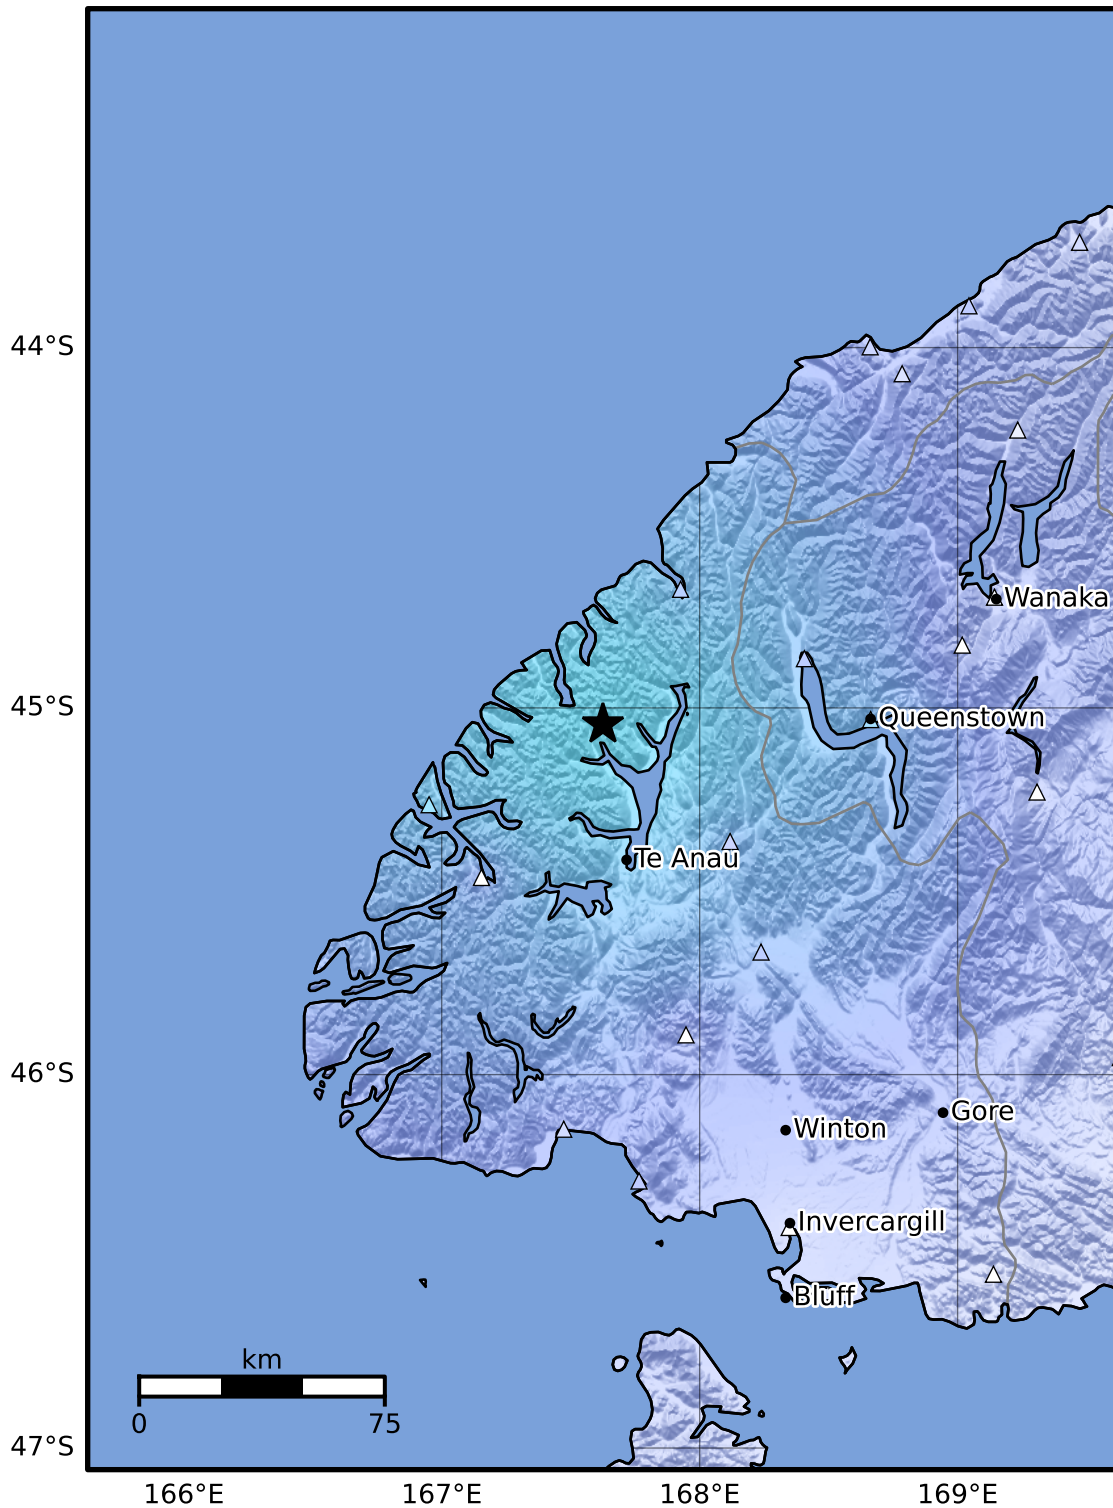 44°S
Wanaka
45°S
Queenstown
Te Anau
46°S
Gore
Winton
Invercargill
Bluff
km
0 75
47°S
166°E 167°E 168°E 169°E